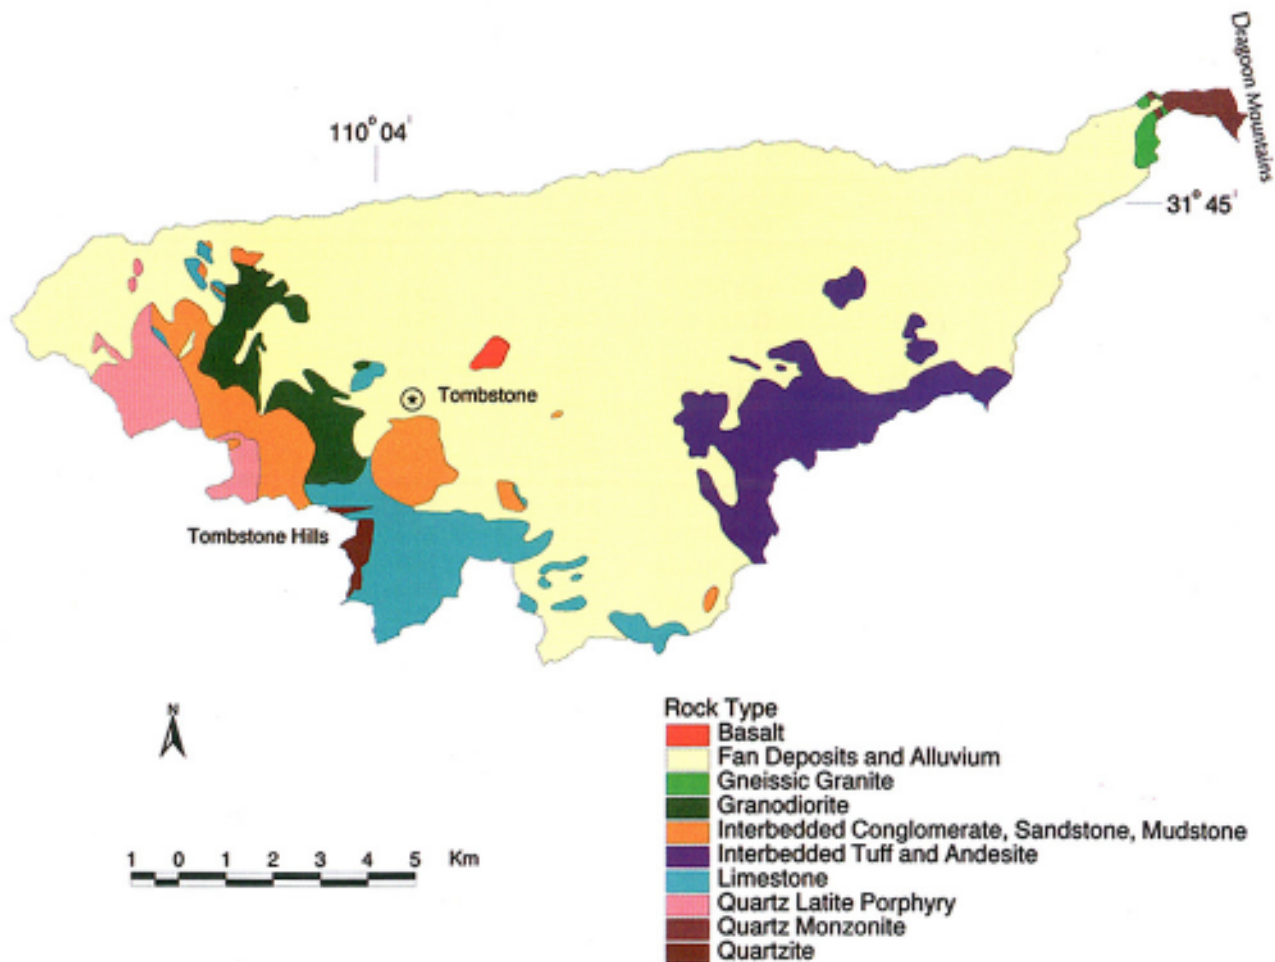 Dragoon Mountains
110° 04'
31° 45'
Tombstone
Tombstone Hills
N
Rock Type
Basalt
Fan Deposits and Alluvium
Gneissic Granite
Granodiorite
Interbedded Conglomerate, Sandstone, Mudstone
Interbedded Tuff and Andesite
Limestone
Quartz Latite Porphyry
Quartz Monzonite
Quartzite
1 0 1 2 3 4 5 Km